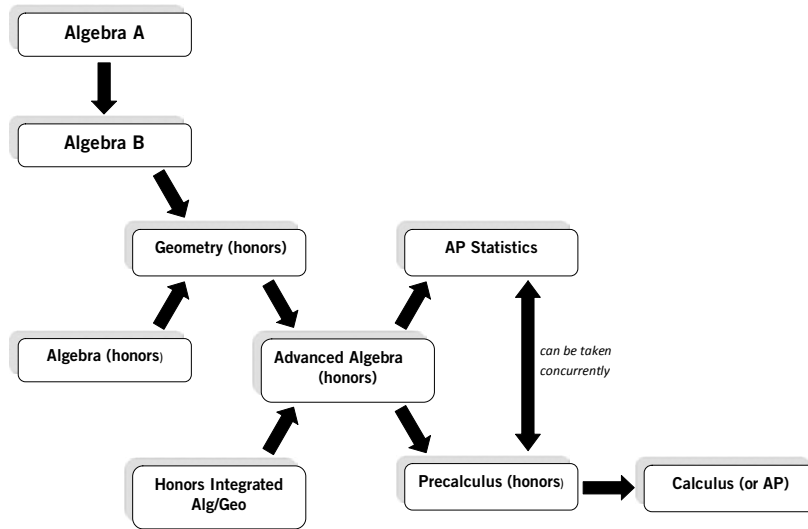 Algebra A
Algebra B
Geometry (honors)
AP Statistics
Algebra (honors)
Advanced Algebra
(honors)
can be taken
concurrently
Honors Integrated
Alg/Geo
Precalculus (honors)
Calculus (or AP)